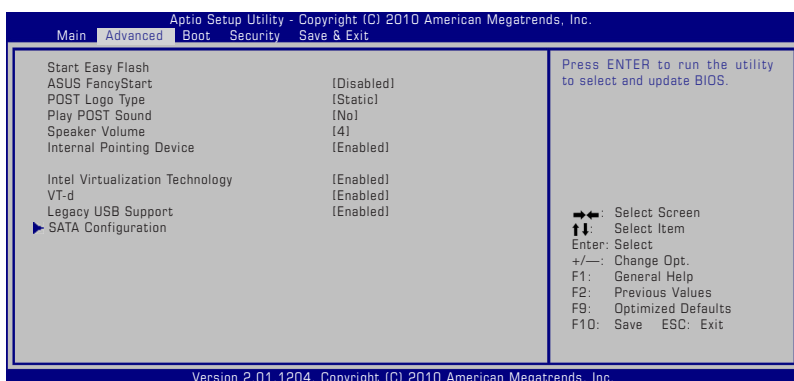 Aptio Setup Utility - Copyright (C) 2010 American Megatrends, Inc.
Main Advanced Boot Security Save & Exit
Start Easy Flash
ASUS FancyStart [Disabled]
POST Logo Type [Static]
Play POST Sound [No]
Speaker Volume [4]
Internal Pointing Device [Enabled]
Intel Virtualization Technology [Enabled]
VT-d [Enabled]
Legacy USB Support [Enabled]
SATA Configuration
Press ENTER to run the utility
to select and update BIOS.
→←: Select Screen
↑↓: Select Item
Enter: Select
+/—: Change Opt.
F1: General Help
F2: Previous Values
F9: Optimized Defaults
F10: Save ESC: Exit
Version 2.01.1204. Copyright (C) 2010 American Megatrends, Inc.